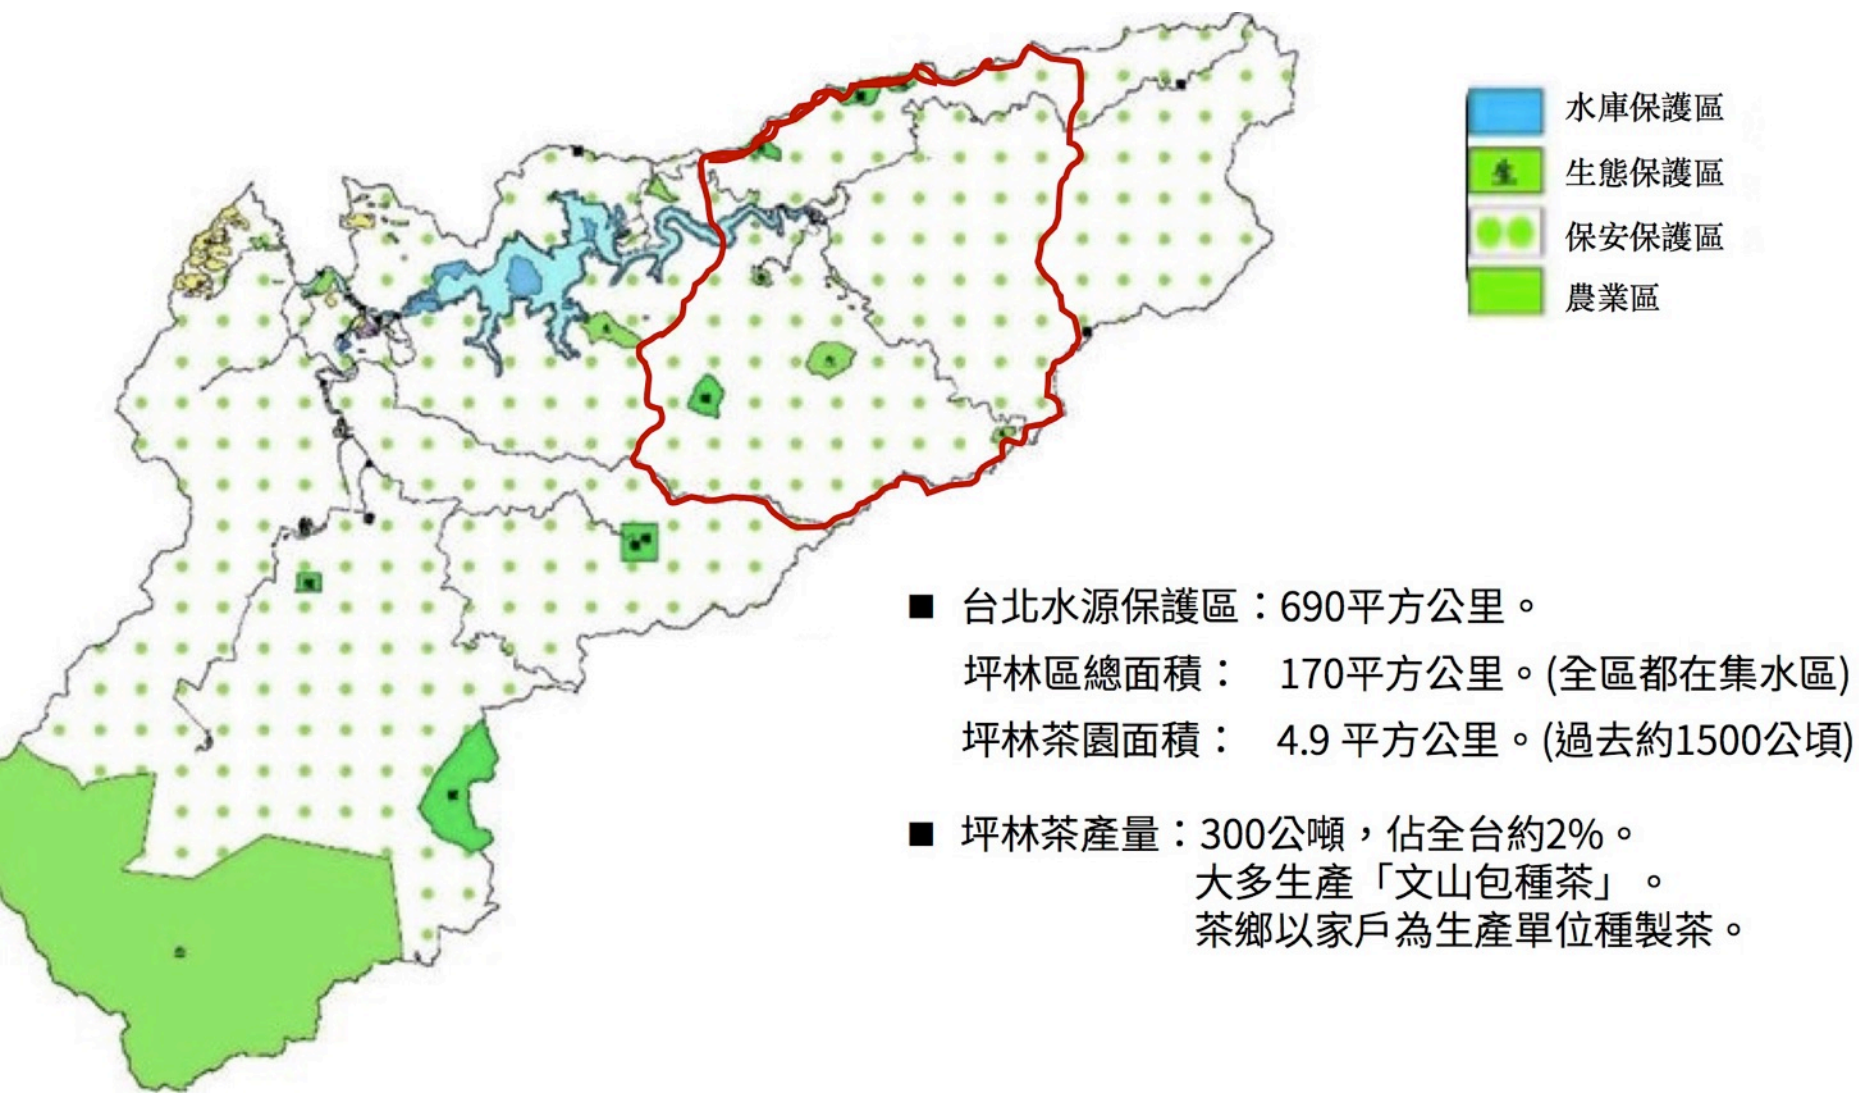 水庫保護區
生
生態保護區
保安保護區
農業區
■ 台北水源保護區：690平方公里。
坪林區總面積： 170平方公里。(全區都在集水區)
坪林茶園面積： 4.9 平方公里。(過去約1500公頃)
■ 坪林茶產量：300公噸，佔全台約2%。
大多生產「文山包種茶」。
茶鄉以家戶為生產單位種製茶。